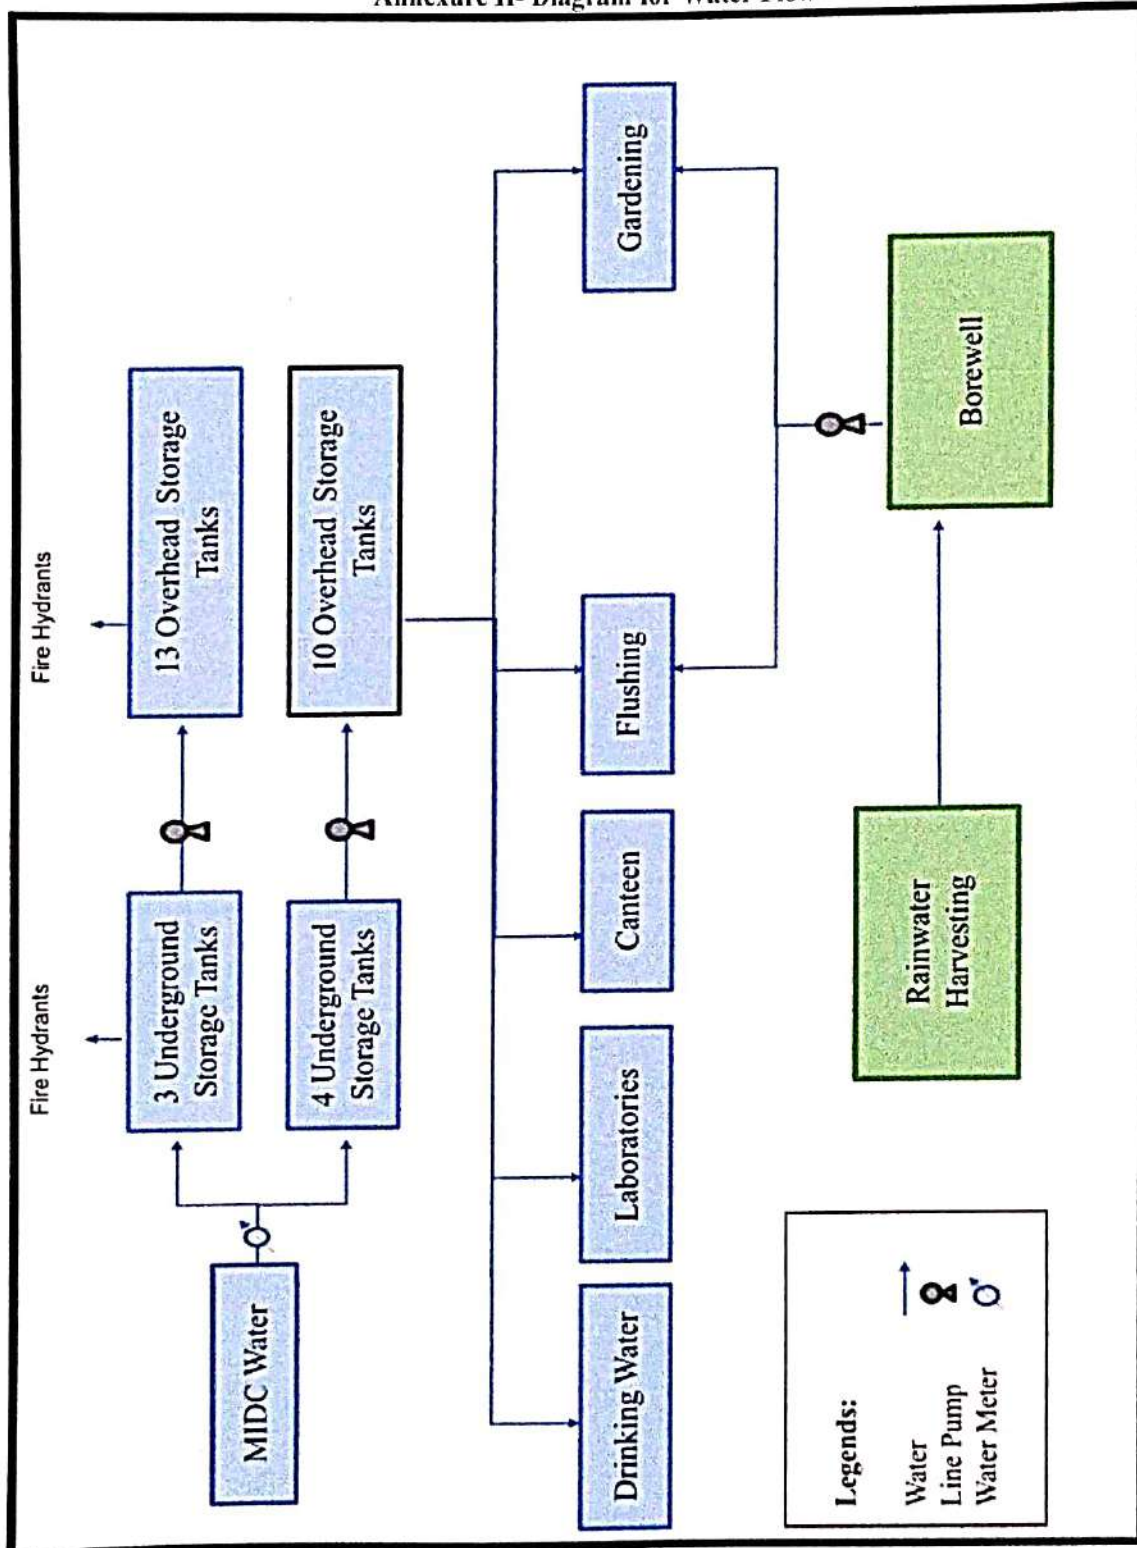 Annexure II- Diagram for Water Flow
Fire Hydrants
Fire Hydrants
MIDC Water
3 Underground
Storage Tanks
13 Overhead Storage
Tanks
4 Underground
Storage Tanks
10 Overhead Storage
Tanks
Drinking Water
Laboratories
Canteen
Flushing
Gardening
Rainwater
Harvesting
Borewell
Legends:
Water
Line Pump
Water Meter